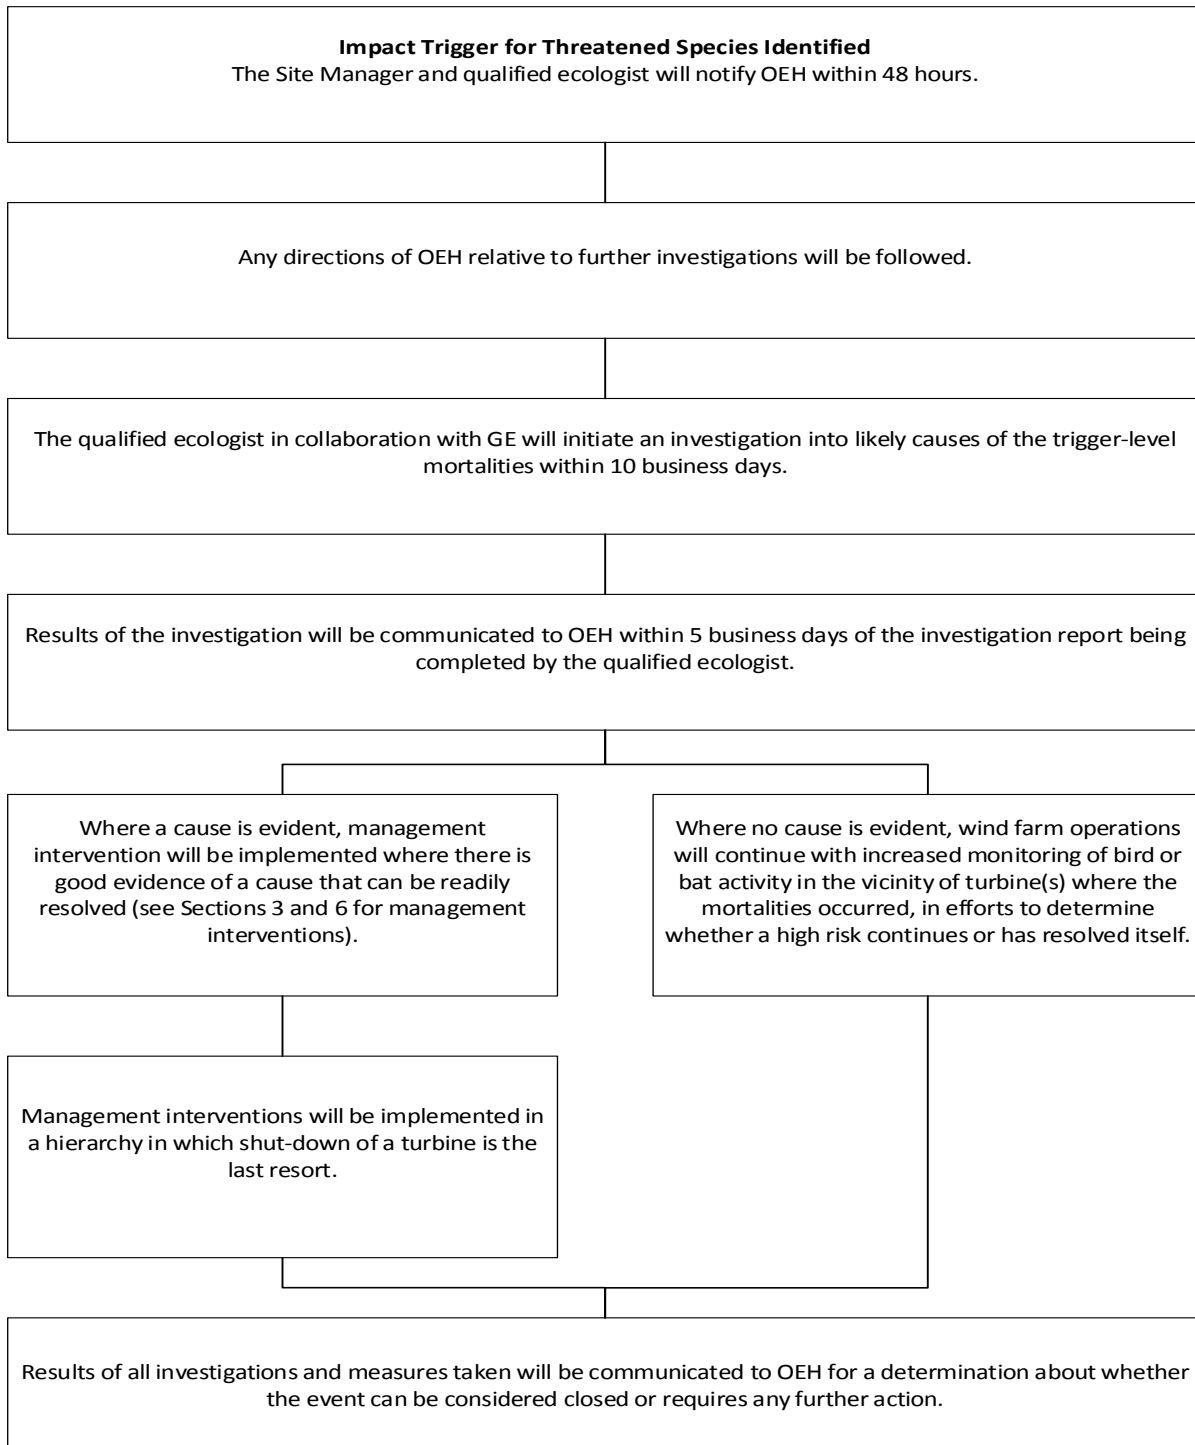 Impact Trigger for Threatened Species Identified
The Site Manager and qualified ecologist will notify OEH within 48 hours.
Any directions of OEH relative to further investigations will be followed.
The qualified ecologist in collaboration with GE will initiate an investigation into likely causes of the trigger-level
mortalities within 10 business days.
Results of the investigation will be communicated to OEH within 5 business days of the investigation report being
completed by the qualified ecologist.
Where a cause is evident, management
intervention will be implemented where there is
good evidence of a cause that can be readily
resolved (see Sections 3 and 6 for management
interventions).
Where no cause is evident, wind farm operations
will continue with increased monitoring of bird or
bat activity in the vicinity of turbine(s) where the
mortalities occurred, in efforts to determine
whether a high risk continues or has resolved itself.
Management interventions will be implemented in
a hierarchy in which shut-down of a turbine is the
last resort.
Results of all investigations and measures taken will be communicated to OEH for a determination about whether
the event can be considered closed or requires any further action.